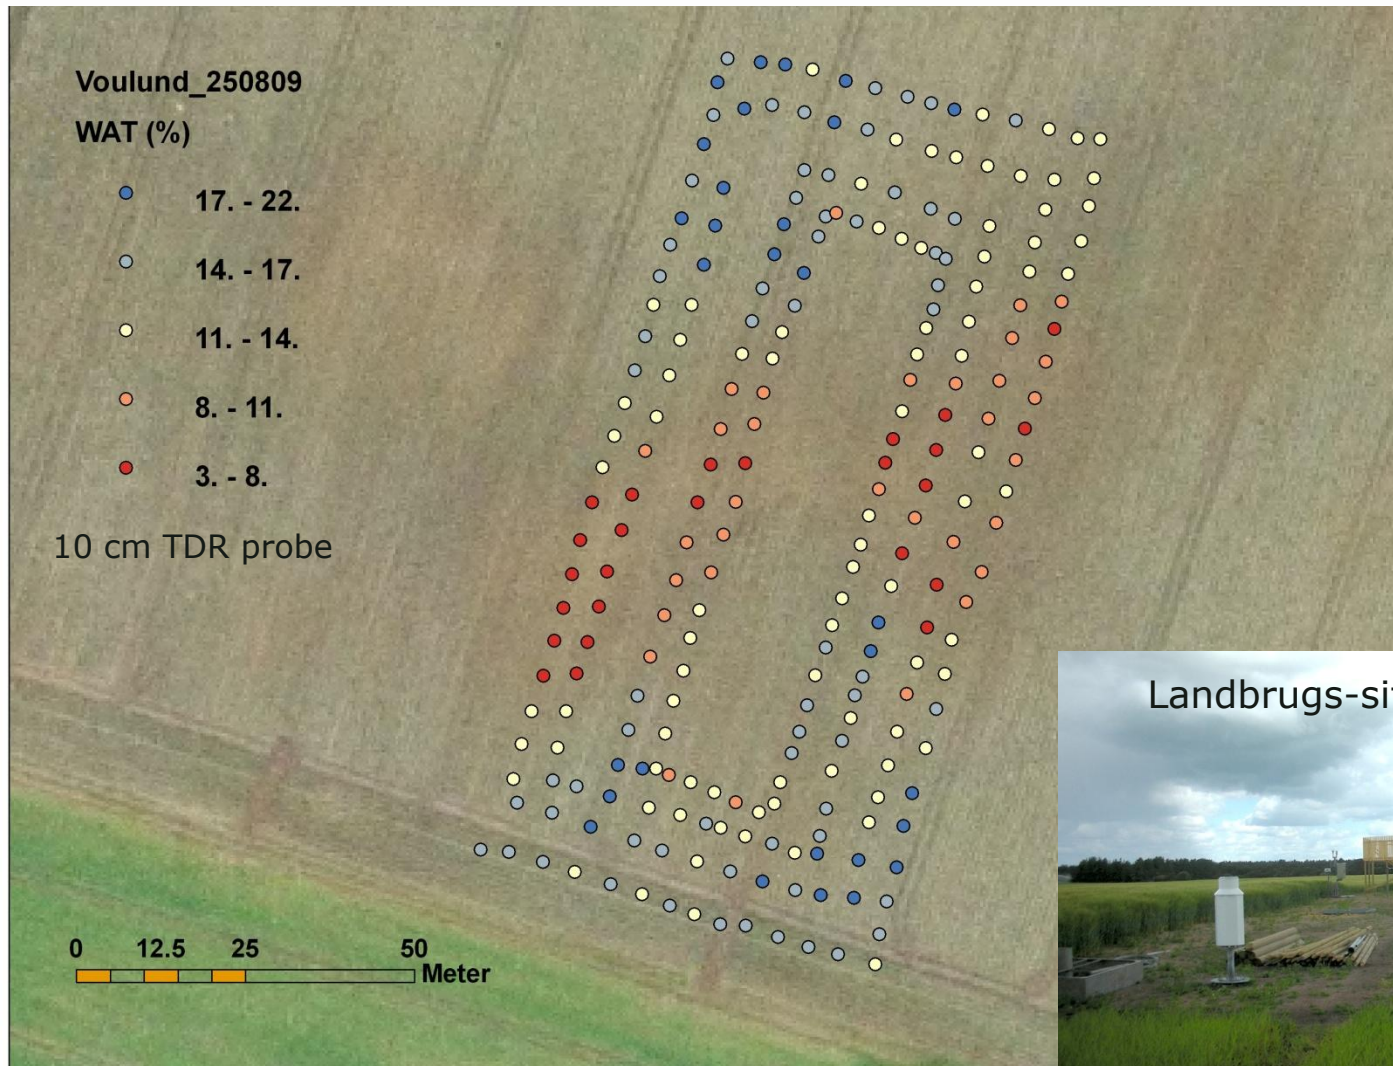 Voulund_250809
WAT (%)
17. - 22.
14. - 17.
11. - 14.
8. - 11.
3. - 8.
10 cm TDR probe
Landbrugs-sit
0 12.5 25 50
Meter